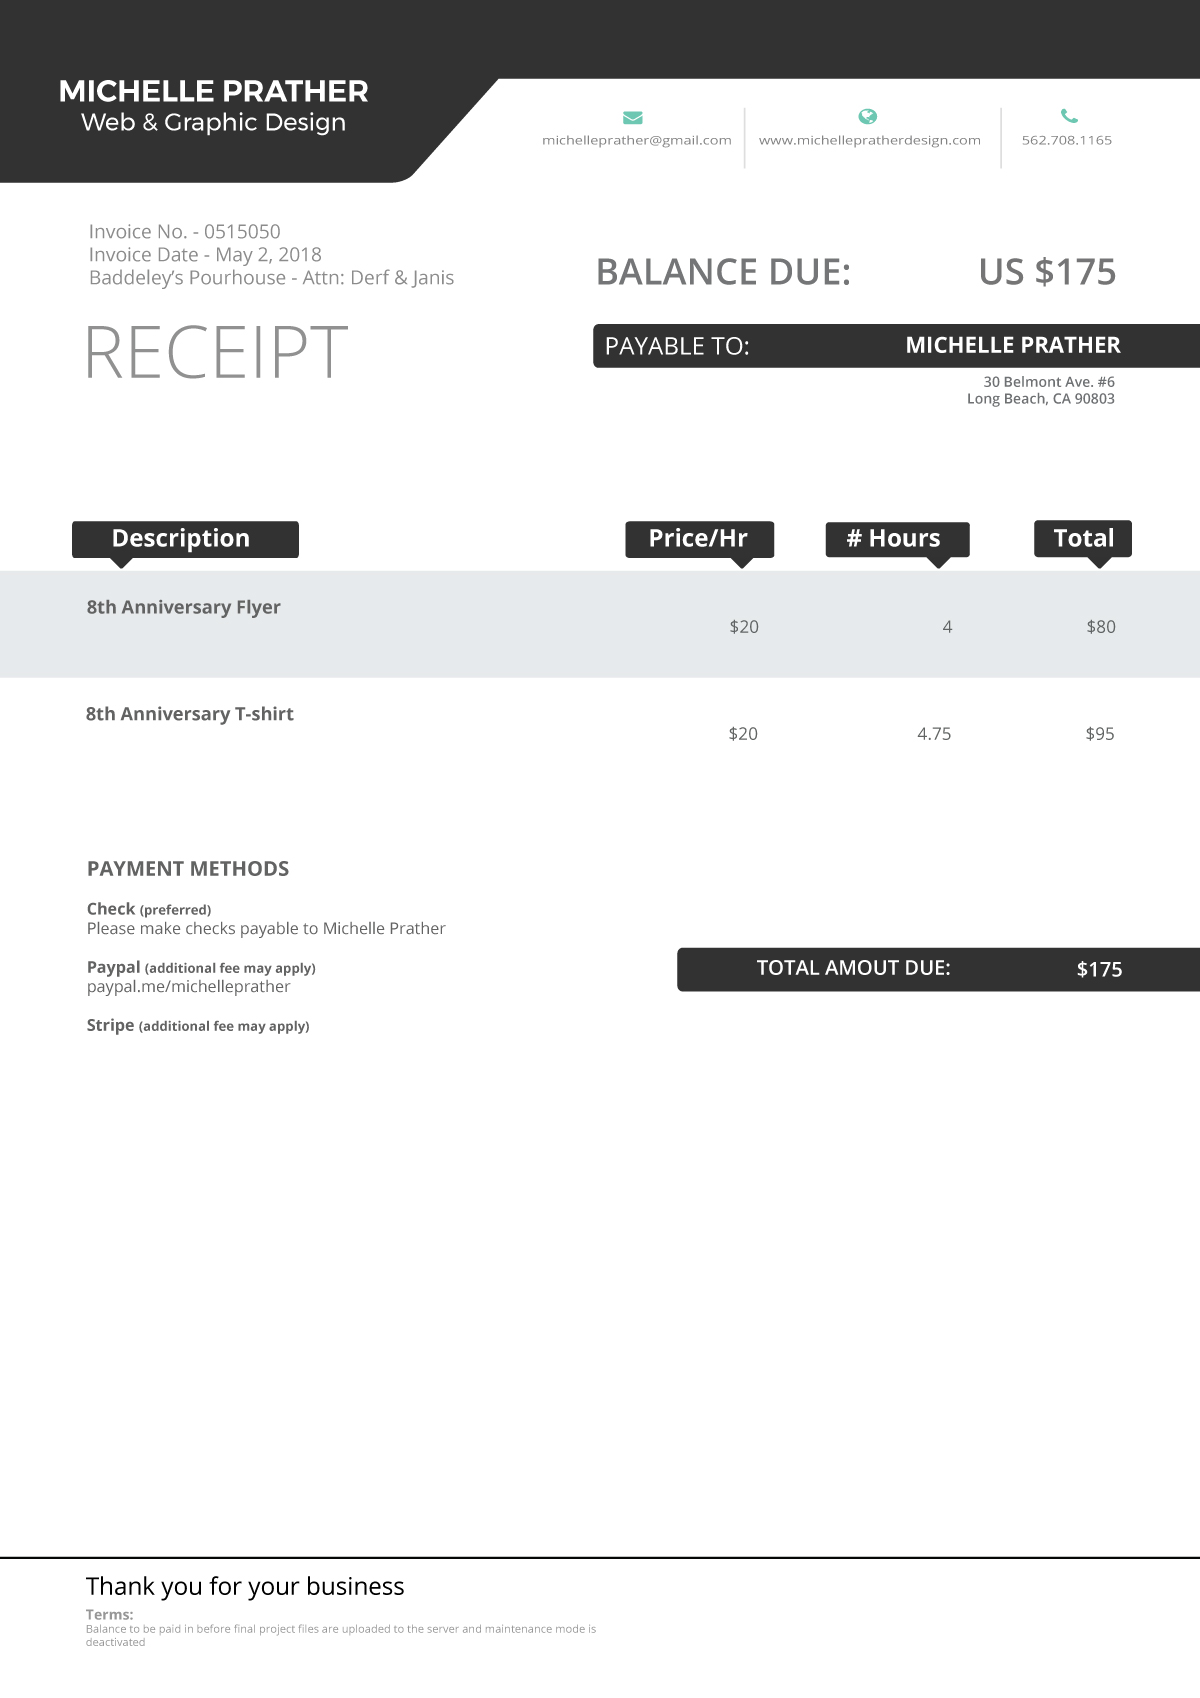 MICHELLE PRATHER
Web & Graphic Design
michelleprather@gmail.com
www.michellepratherdesign.com
562.708.1165
Invoice No. - 0515050
Invoice Date - May 2, 2018
Baddeley’s Pourhouse - Attn: Derf & Janis
RECEIPT
BALANCE DUE: US $175
PAYABLE TO: MICHELLE PRATHER
30 Belmont Ave. #6
Long Beach, CA 90803
Description Price/Hr # Hours Total
8th Anniversary Flyer
$20 4 $80
8th Anniversary T-shirt
$20 4.75 $95
PAYMENT METHODS
Check (preferred)
Please make checks payable to Michelle Prather
Paypal (additional fee may apply)
paypal.me/michelleprather
Stripe (additional fee may apply)
TOTAL AMOUT DUE: $175
Thank you for your business
Terms:
Balance to be paid in before final project files are uploaded to the server and maintenance mode is
deactivated